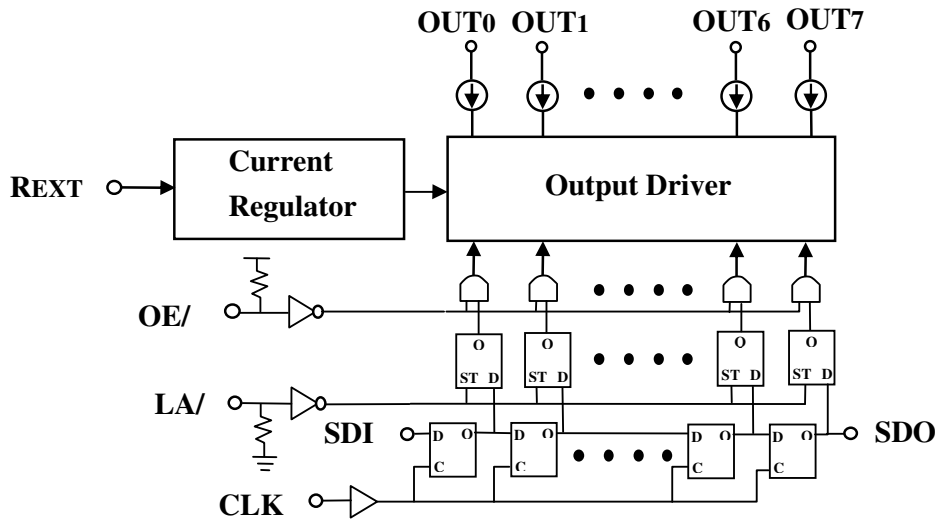 OUT0 OUT1 OUT6 OUT7
Current
Regulator
Output Driver
REXT
OE/
O O O O
ST D ST D ST D ST D
LA/
SDI
D O D O D O D O
SDO
C C C C
CLK